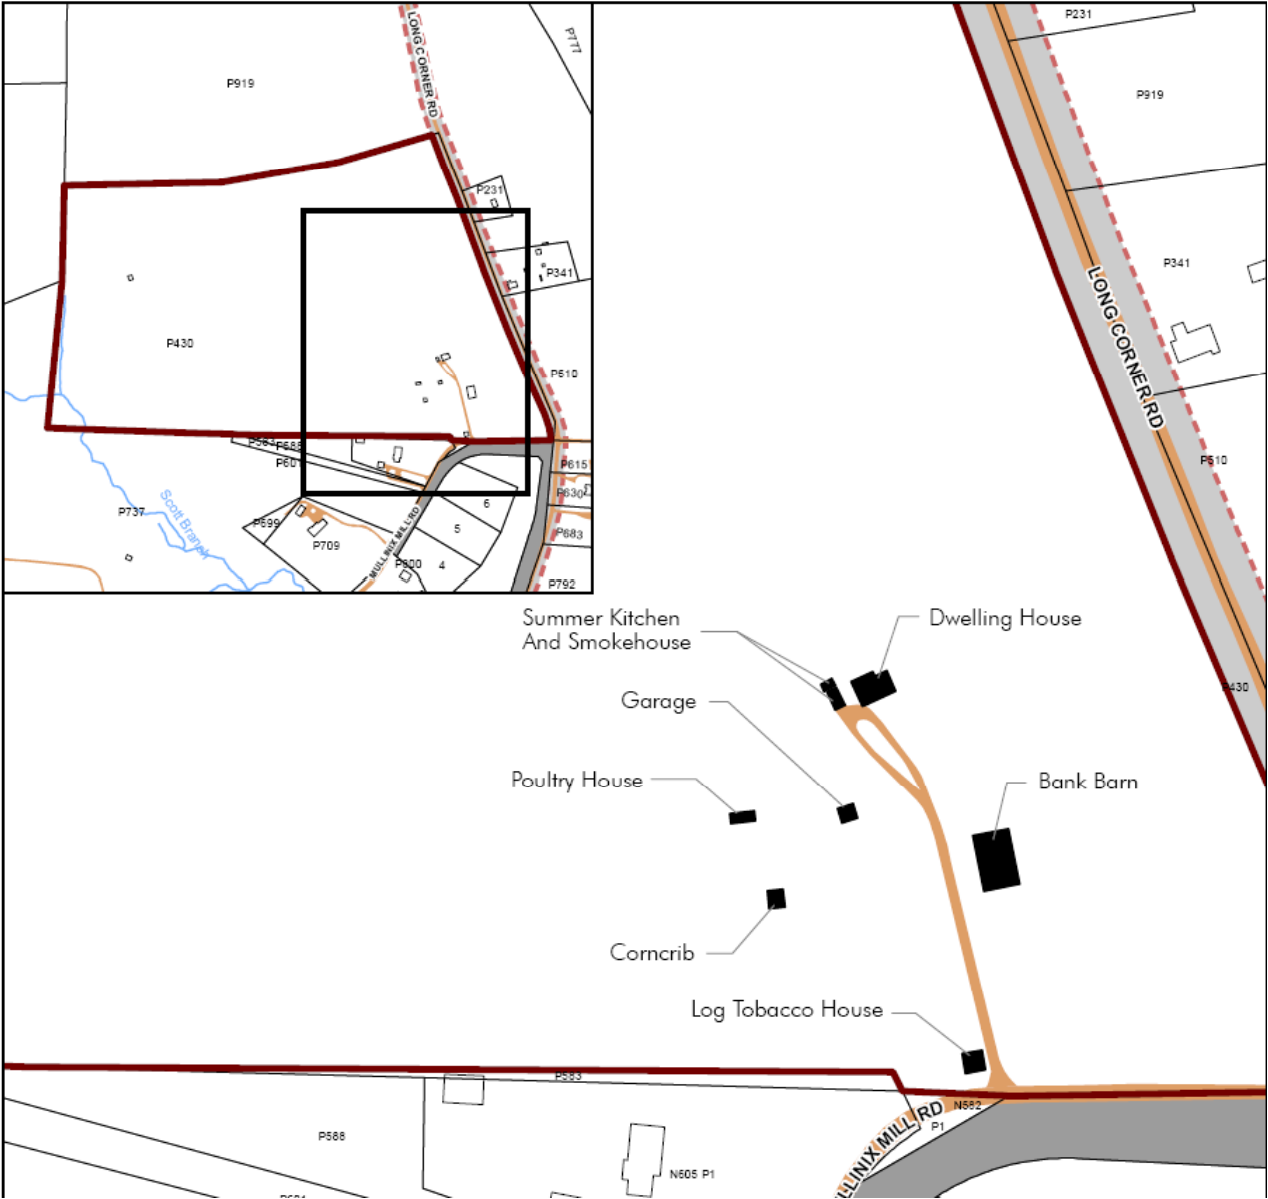 LONG CORNER RD
P777
P919
P231
P341
P430
P510
P583
P588
P601
P615
P630
P683
P792
6
5
4
P699
P709
P800
P737
Scott Branch
MULLINIX MILL RD
P231
P919
P341
LONG CORNER RD
P510
P430
Summer Kitchen
And Smokehouse
Dwelling House
Garage
Poultry House
Bank Barn
Corncrib
Log Tobacco House
P583
N582
P1
P588
N605 P1